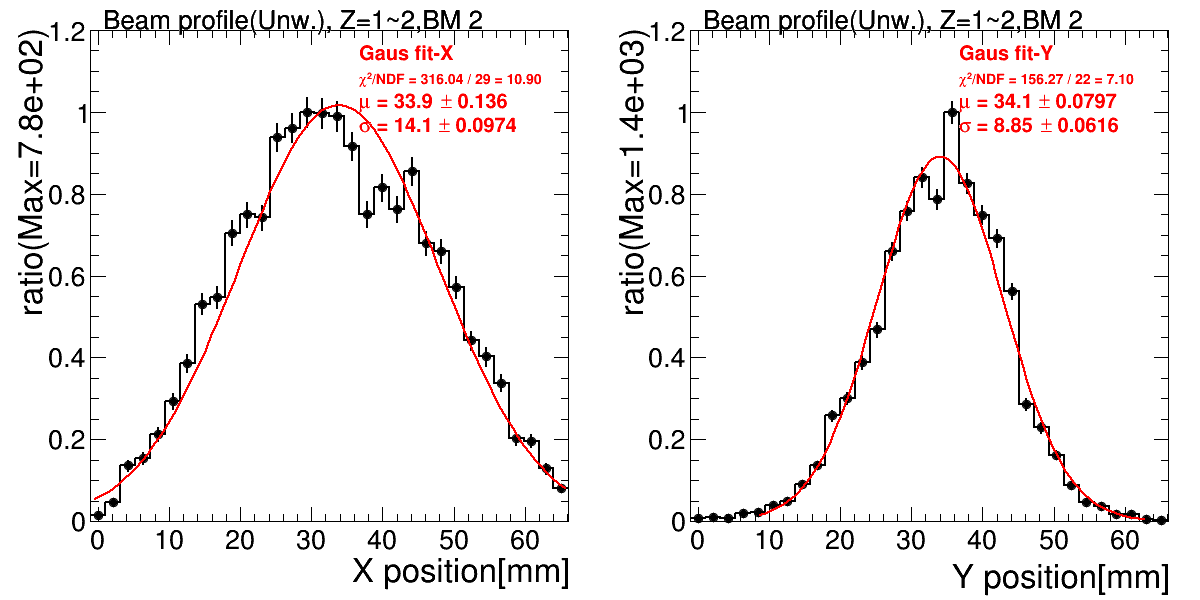 Beam profile(Unw.), Z=1~2,BM 2
Gaus fit-X
χ²/NDF = 316.04 / 29 = 10.90
μ = 33.9 ± 0.136
σ = 14.1 ± 0.0974
ratio(Max=7.8e+02)
1.2
1
0.8
0.6
0.4
0.2
0
0 10 20 30 40 50 60
X position[mm]
Beam profile(Unw.), Z=1~2,BM 2
Gaus fit-Y
χ²/NDF = 156.27 / 22 = 7.10
μ = 34.1 ± 0.0797
σ = 8.85 ± 0.0616
ratio(Max=1.4e+03)
1.2
1
0.8
0.6
0.4
0.2
0
0 10 20 30 40 50 60
Y position[mm]